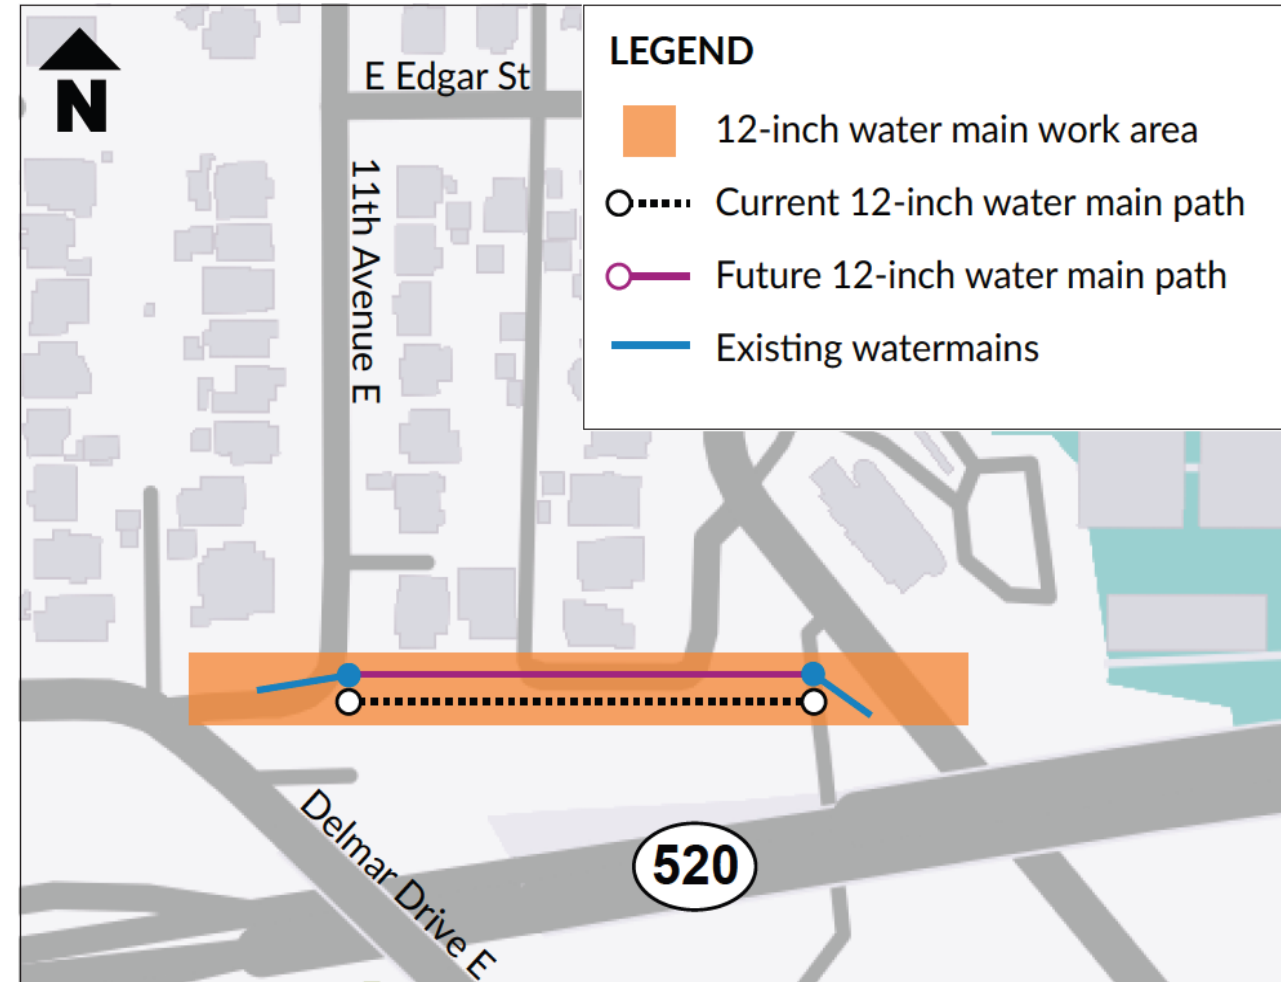 N
E Edgar St
11th Avenue E
LEGEND
12-inch water main work area
Current 12-inch water main path
Future 12-inch water main path
Existing watermains
Delmar Drive E
520